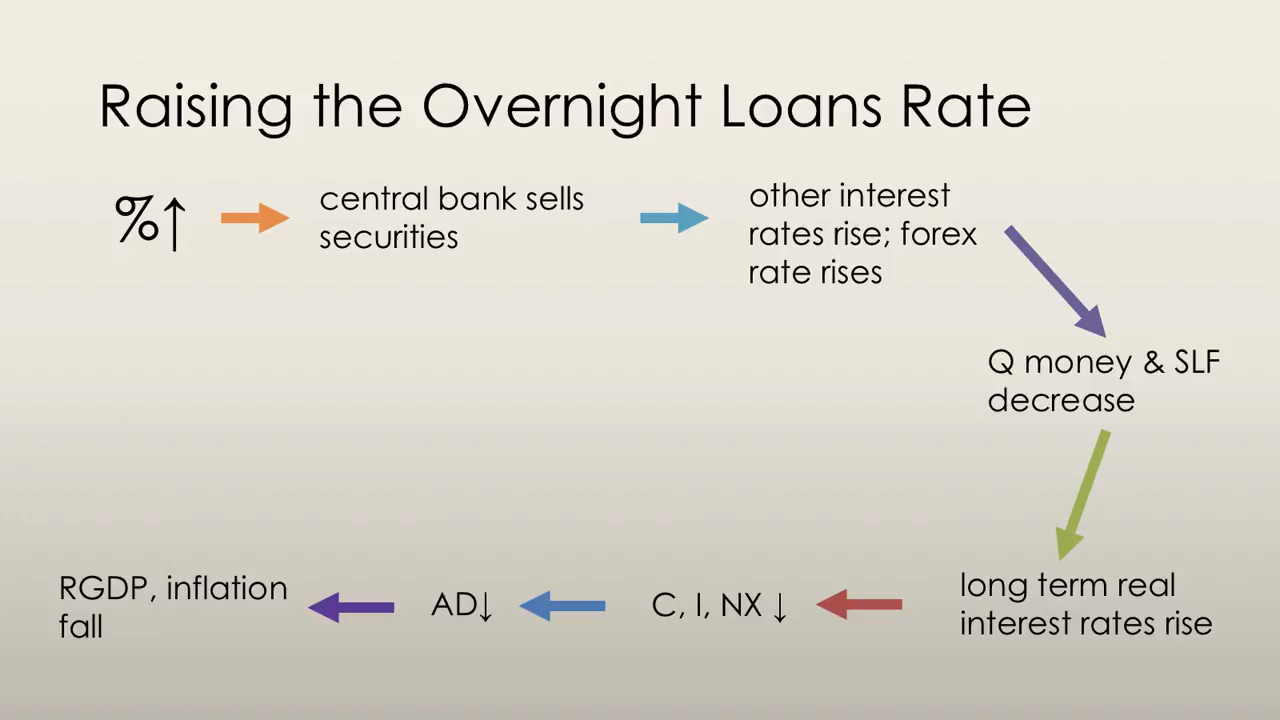 Raising the Overnight Loans Rate
%↑
central bank sells
securities
other interest
rates rise; forex
rate rises
Q money & SLF
decrease
long term real
interest rates rise
C, I, NX ↓
AD↓
RGDP, inflation
fall